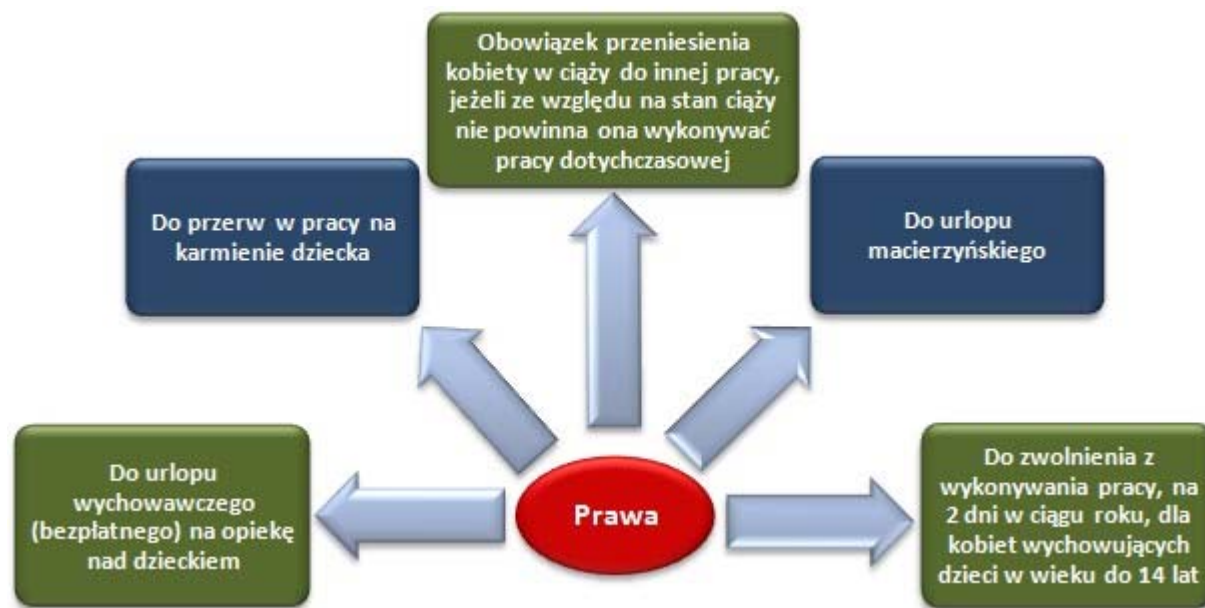 Obowiązek przeniesienia
kobiety w ciąży do innej pracy,
jeżeli ze względu na stan ciąży
nie powinna ona wykonywać
pracy dotychczasowej
Do przerw w pracy na
karmienie dziecka
Do urlopu
macierzyńskiego
Do urlopu
wychowawczego
(bezpłatnego) na opiekę
nad dzieckiem
Prawa
Do zwolnienia z
wykonywania pracy, na
2 dni w ciągu roku, dla
kobiet wychowujących
dzieci w wieku do 14 lat